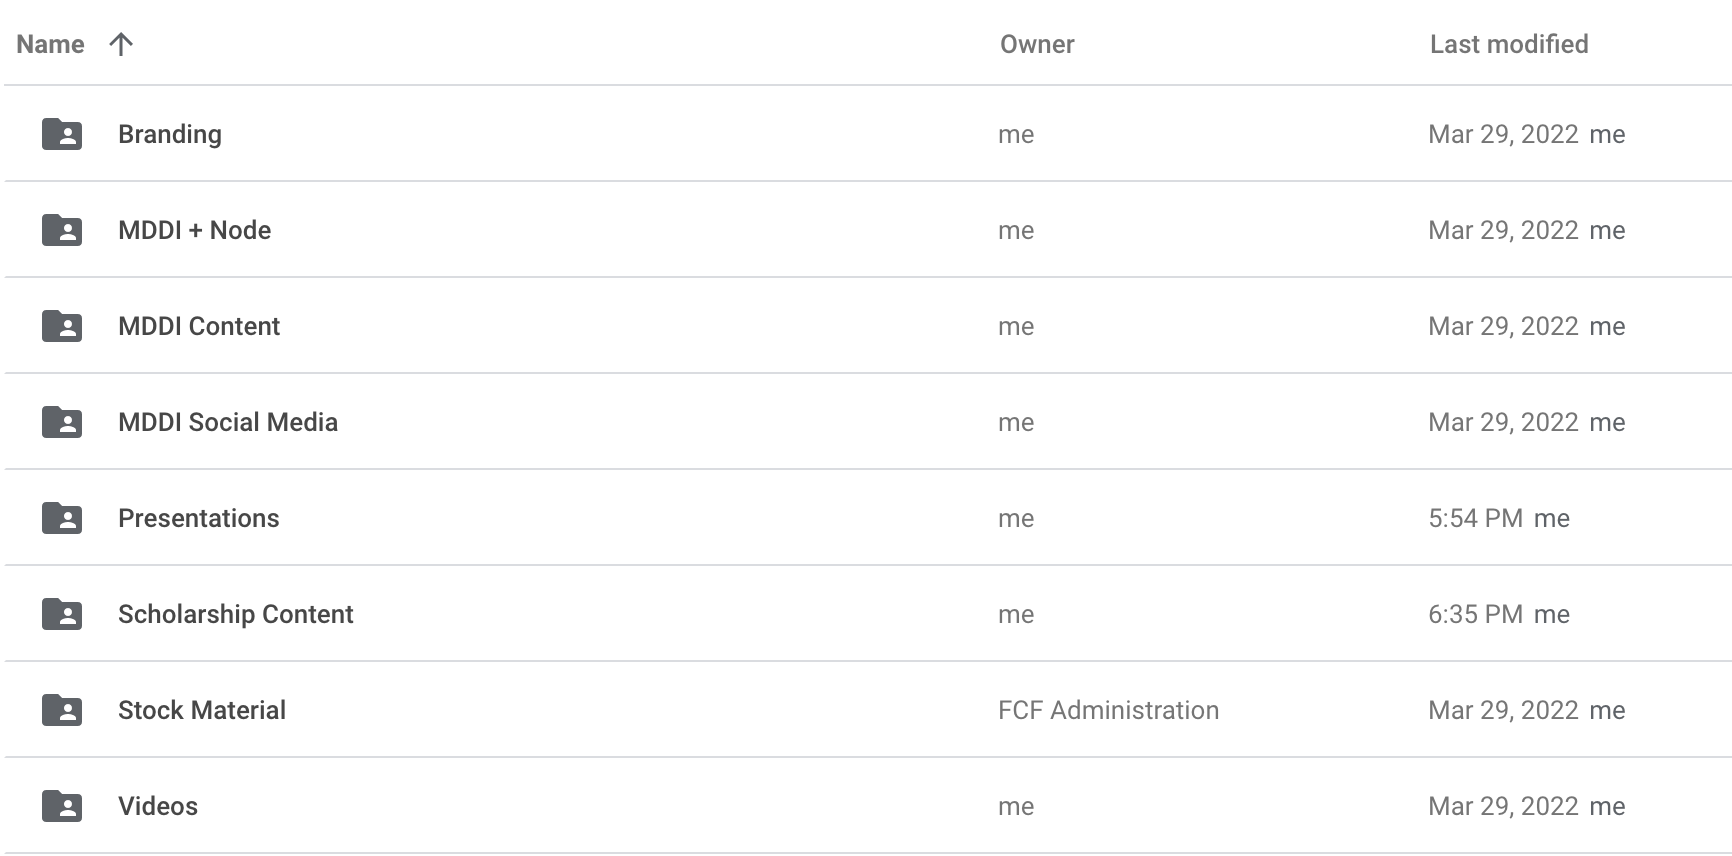 Name Owner Last modified
Branding me Mar 29, 2022 me
MDDI + Node me Mar 29, 2022 me
MDDI Content me Mar 29, 2022 me
MDDI Social Media me Mar 29, 2022 me
Presentations me 5:54 PM me
Scholarship Content me 6:35 PM me
Stock Material FCF Administration Mar 29, 2022 me
Videos me Mar 29, 2022 me